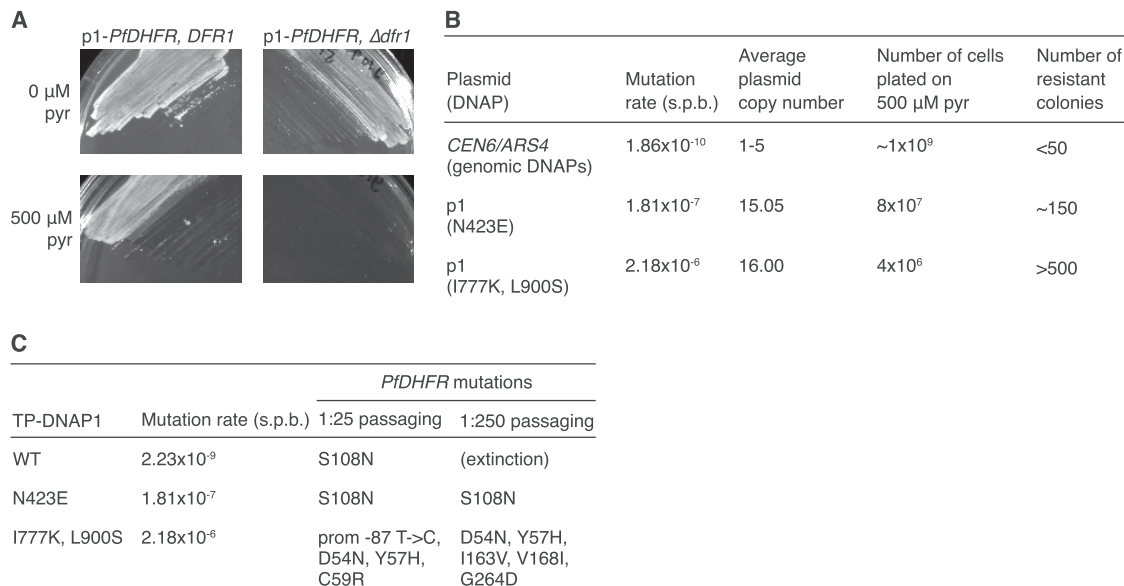 A
p1-PfDHFR, DFR1 p1-PfDHFR, Δdfr1
0 µM
pyr
500 µM
pyr
B
Plasmid
(DNAP)
Mutation
rate (s.p.b.)
Average
plasmid
copy number
Number of cells
plated on
500 µM pyr
Number of
resistant
colonies
CEN6/ARS4
(genomic DNAPs)
1.86x10⁻¹⁰
1-5
~1x10⁹
<50
p1
(N423E)
1.81x10⁻⁷
15.05
8x10⁷
~150
p1
(I777K, L900S)
2.18x10⁻⁶
16.00
4x10⁶
>500
C
PfDHFR mutations
TP-DNAP1 Mutation rate (s.p.b.) 1:25 passaging 1:250 passaging
WT 2.23x10⁻⁹ S108N (extinction)
N423E 1.81x10⁻⁷ S108N S108N
I777K, L900S 2.18x10⁻⁶ prom -87 T->C, D54N, Y57H,
D54N, Y57H, I163V, V168I,
C59R G264D